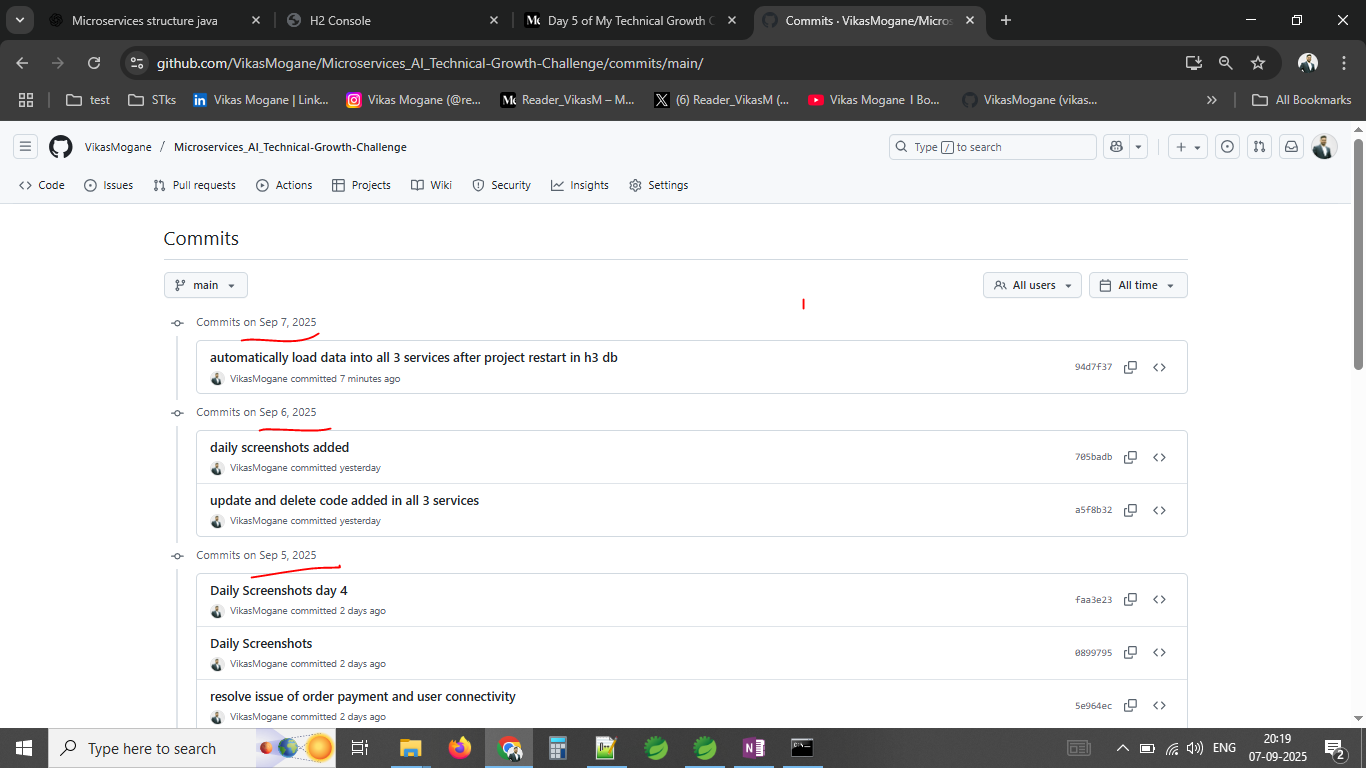 Microservices structure java
H2 Console
Day 5 of My Technical Growth C
Commits · VikasMogane/Micros
github.com/VikasMogane/Microservices_AI_Technical-Growth-Challenge/commits/main/
test
STks
Vikas Mogane | Link...
Vikas Mogane (@re...
Reader_VikasM – M...
(6) Reader_VikasM (...
Vikas Mogane I Bo...
VikasMogane (vikas...
All Bookmarks
VikasMogane / Microservices_AI_Technical-Growth-Challenge
Type / to search
Code
Issues
Pull requests
Actions
Projects
Wiki
Security
Insights
Settings
Commits
main
All users
All time
Commits on Sep 7, 2025
automatically load data into all 3 services after project restart in h3 db
94d7f37
VikasMogane committed 7 minutes ago
Commits on Sep 6, 2025
daily screenshots added
705badb
VikasMogane committed yesterday
update and delete code added in all 3 services
a5f8b32
VikasMogane committed yesterday
Commits on Sep 5, 2025
Daily Screenshots day 4
faa3e23
VikasMogane committed 2 days ago
Daily Screenshots
0899795
VikasMogane committed 2 days ago
resolve issue of order payment and user connectivity
5e964ec
VikasMogane committed 2 days ago
Type here to search
ENG
20:19
07-09-2025
2